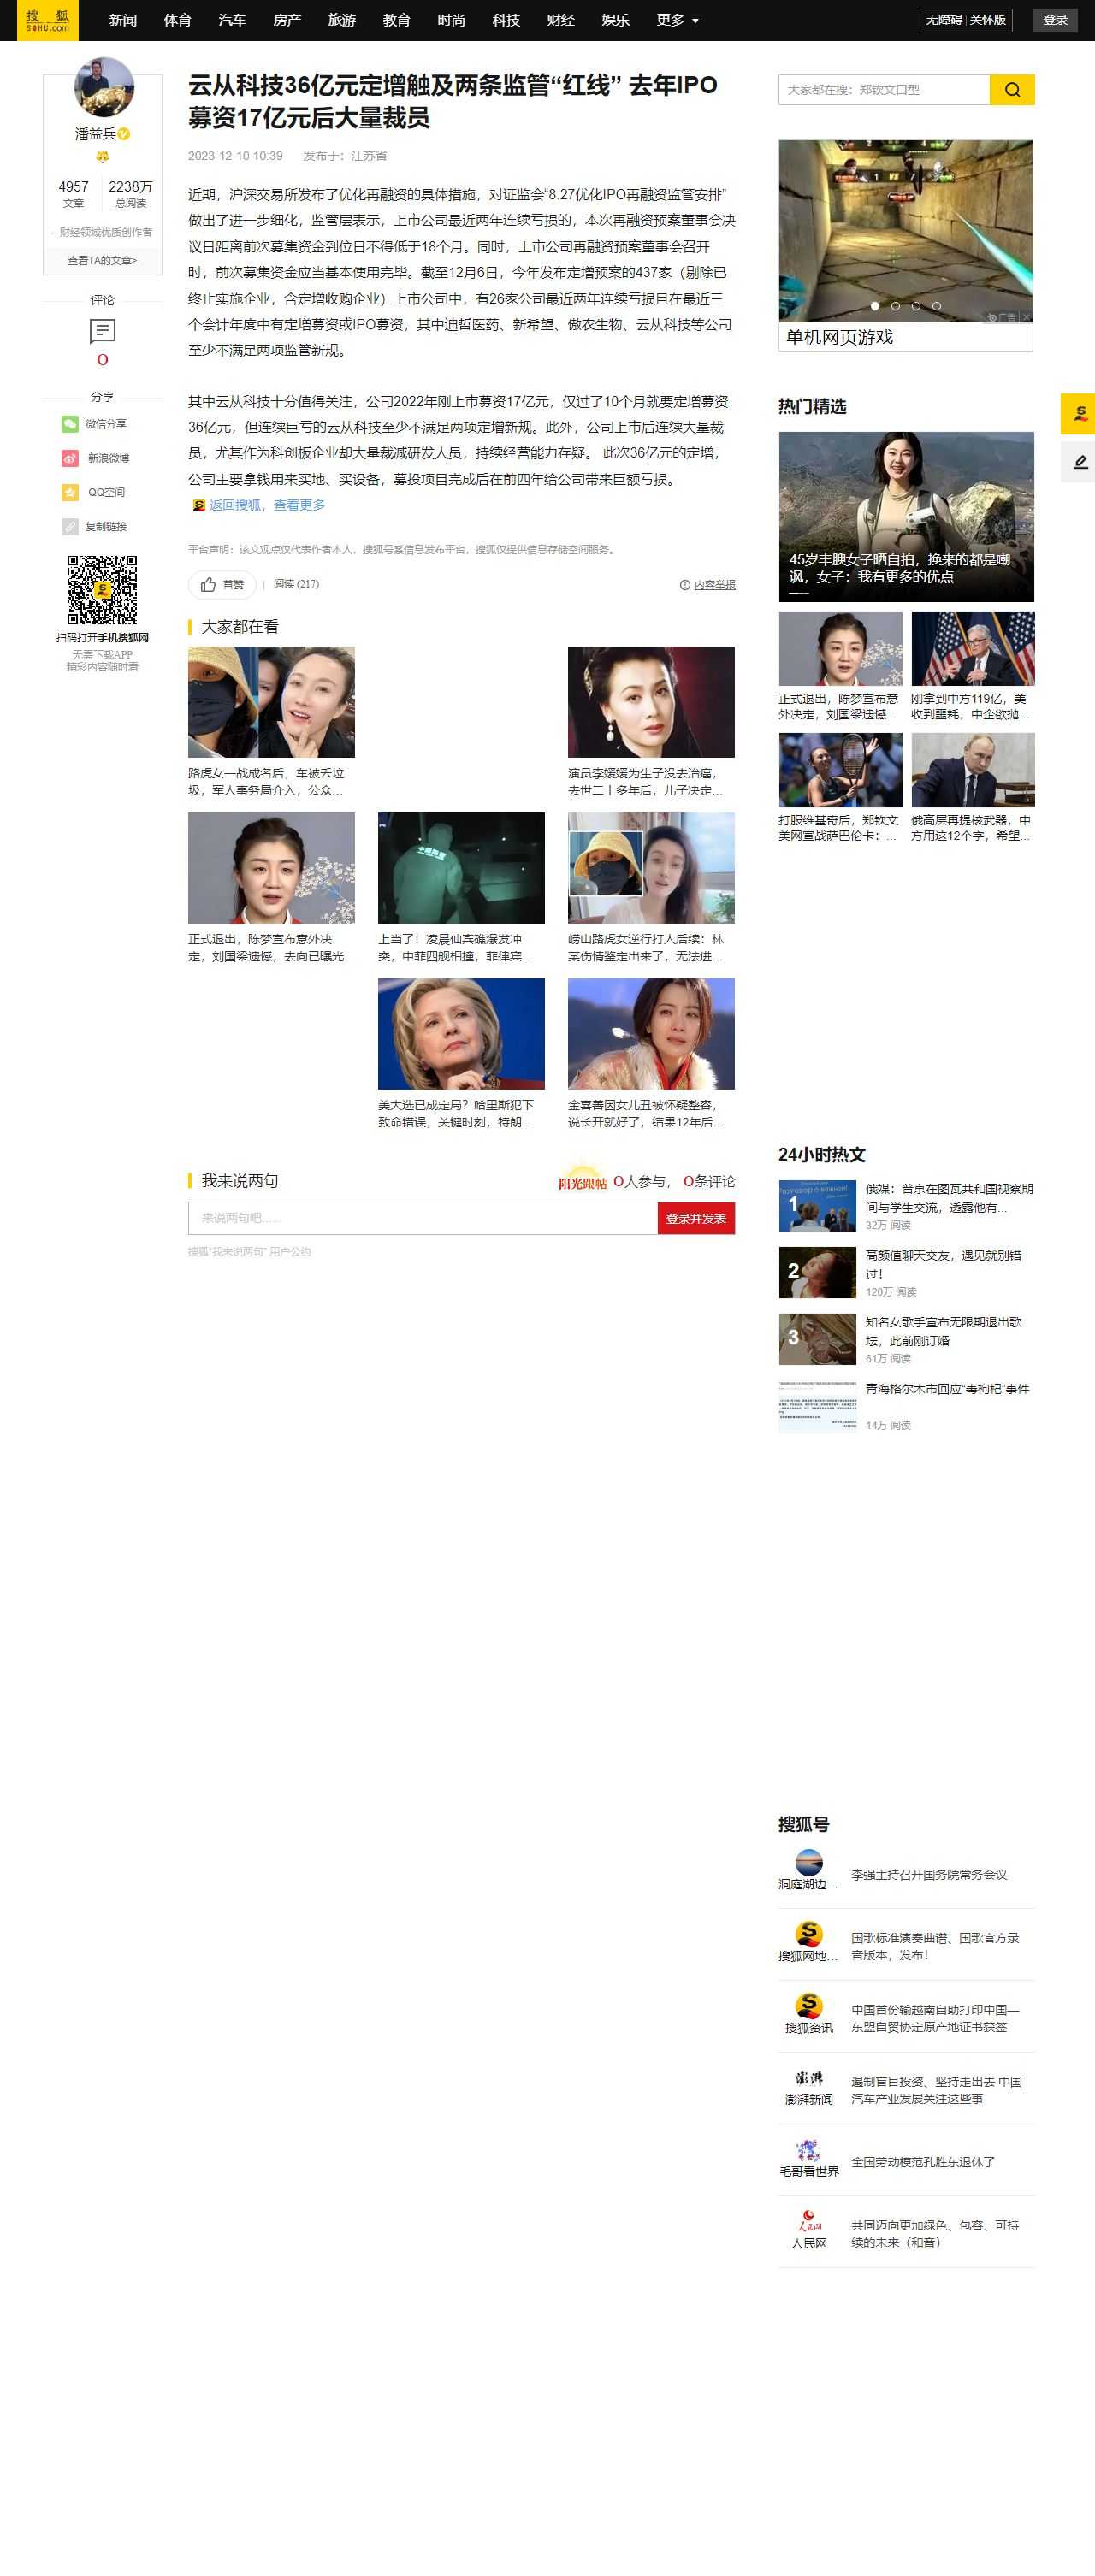 搜 狐
SOHU.com
新闻
体育
汽车
房产
旅游
教育
时尚
科技
财经
娱乐
更多
无障碍 | 关怀版
登录
潘益兵
4957
文章
2238万
总阅读
· 财经领域优质创作者
查看TA的文章>
评论
0
分享
微信分享
新浪微博
QQ空间
复制链接
扫码打开手机搜狐网
无需下载APP
精彩内容随时看
云从科技36亿元定增触及两条监管“红线” 去年IPO
募资17亿元后大量裁员
2023-12-10 10:39 发布于：江苏省
近期，沪深交易所发布了优化再融资的具体措施，对证监会“8.27优化IPO再融资监管安排”
做出了进一步细化，监管层表示，上市公司最近两年连续亏损的，本次再融资预案董事会决
议日距离前次募集资金到位日不得低于18个月。同时，上市公司再融资预案董事会召开
时，前次募集资金应当基本使用完毕。截至12月6日，今年发布定增预案的437家（剔除已
终止实施企业，含定增收购企业）上市公司中，有26家公司最近两年连续亏损且在最近三
个会计年度中有定增募资或IPO募资，其中迪哲医药、新希望、傲农生物、云从科技等公司
至少不满足两项监管新规。
其中云从科技十分值得关注，公司2022年刚上市募资17亿元，仅过了10个月就要定增募资
36亿元，但连续巨亏的云从科技至少不满足两项定增新规。此外，公司上市后连续大量裁
员，尤其作为科创板企业却大量裁减研发人员，持续经营能力存疑。 此次36亿元的定增，
公司主要拿钱用来买地、买设备，募投项目完成后在前四年给公司带来巨额亏损。
返回搜狐，查看更多
平台声明：该文观点仅代表作者本人，搜狐号系信息发布平台，搜狐仅提供信息存储空间服务。
首赞
阅读 (217)
内容举报
大家都在看
路虎女一战成名后，车被丢垃
圾，军人事务局介入，公众...
演员李媛媛为生子没去治癌，
去世二十多年后，儿子决定...
正式退出，陈梦宣布意外决
定，刘国梁遗憾，去向已曝光
上当了！凌晨仙宾礁爆发冲
突，中菲四舰相撞，菲律宾...
崂山路虎女逆行打人后续：林
某伤情鉴定出来了，无法进...
美大选已成定局？哈里斯犯下
致命错误，关键时刻，特朗...
金喜善因女儿丑被怀疑整容，
说长开就好了，结果12年后...
我来说两句
阳光跟帖
0人参与， 0条评论
来说两句吧......
登录并发表
搜狐“我来说两句” 用户公约
大家都在搜：郑钦文口型
1
7
广告
单机网页游戏
热门精选
45岁丰腴女子晒自拍，换来的都是嘲
讽，女子：我有更多的优点
正式退出，陈梦宣布意
外决定，刘国梁遗憾...
刚拿到中方119亿，美
收到噩耗，中企欲抛...
打服维基奇后，郑钦文
美网宣战萨巴伦卡：...
俄高层再提核武器，中
方用这12个字，希望...
24小时热文
1
俄媒：普京在图瓦共和国视察期
间与学生交流，透露他有...
32万 阅读
2
高颜值聊天交友，遇见就别错
过！
120万 阅读
3
知名女歌手宣布无限期退出歌
坛，此前刚订婚
61万 阅读
青海格尔木市回应“毒枸杞”事件
14万 阅读
搜狐号
洞庭湖边...
李强主持召开国务院常务会议
搜狐网地...
国歌标准演奏曲谱、国歌官方录
音版本，发布！
搜狐资讯
中国首份输越南自助打印中国—
东盟自贸协定原产地证书获签
澎湃
澎湃新闻
遏制盲目投资、坚持走出去 中国
汽车产业发展关注这些事
毛哥看世界
全国劳动模范孔胜东退休了
人民网
人民网
共同迈向更加绿色、包容、可持
续的未来（和音）